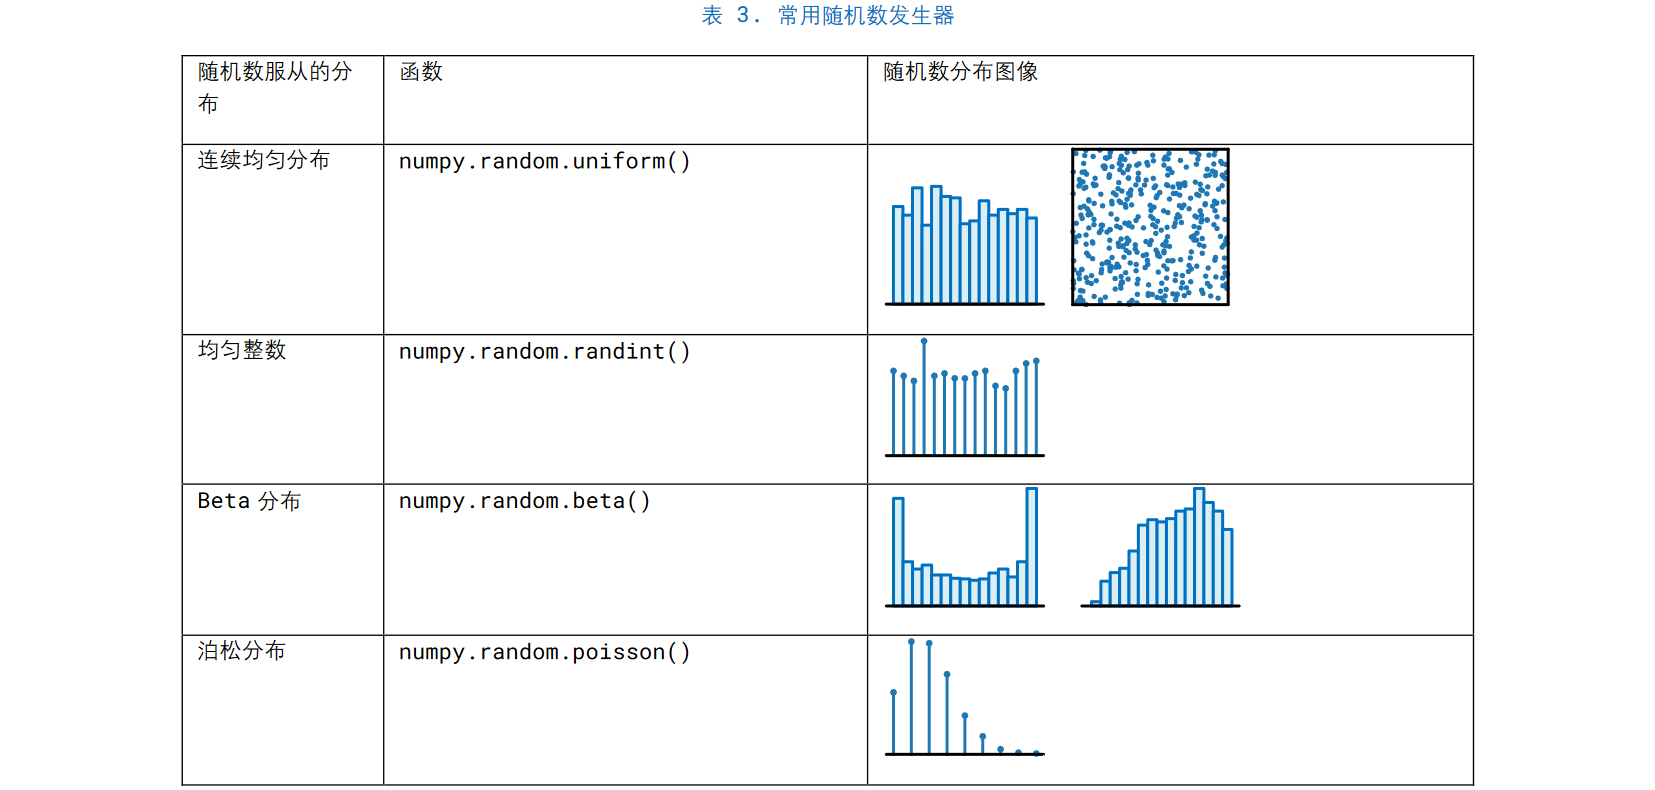 表 3. 常用随机数发生器
随机数服从的分
布
函数
随机数分布图像
连续均匀分布
numpy.random.uniform()
均匀整数
numpy.random.randint()
Beta 分布
numpy.random.beta()
泊松分布
numpy.random.poisson()